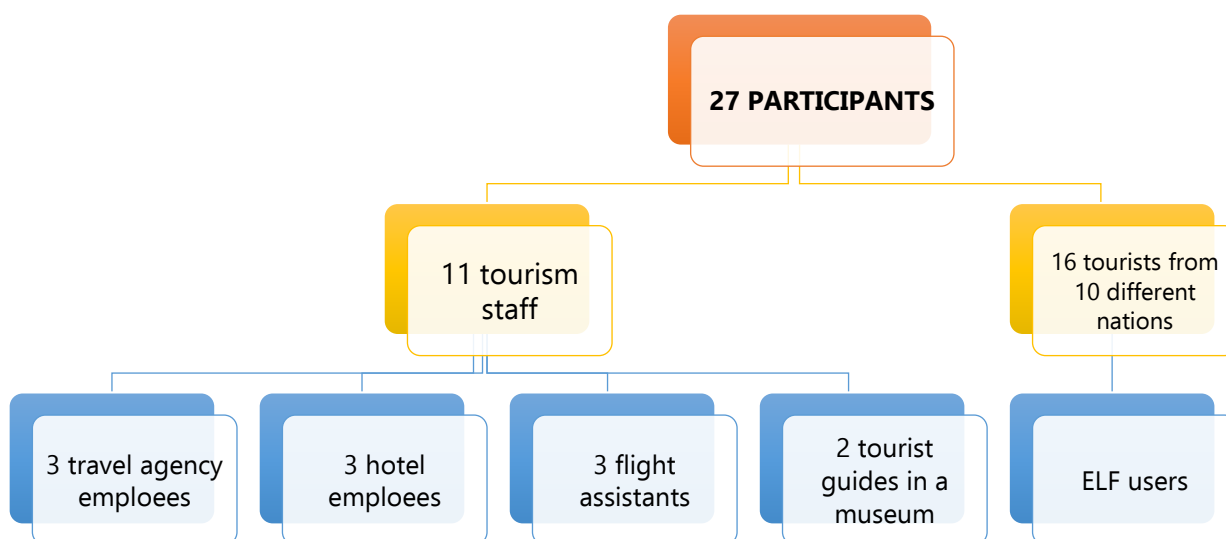 27 PARTICIPANTS
11 tourism
staff
16 tourists from
10 different
nations
3 travel agency
emploees
3 hotel
emploees
3 flight
assistants
2 tourist
guides in a
museum
ELF users